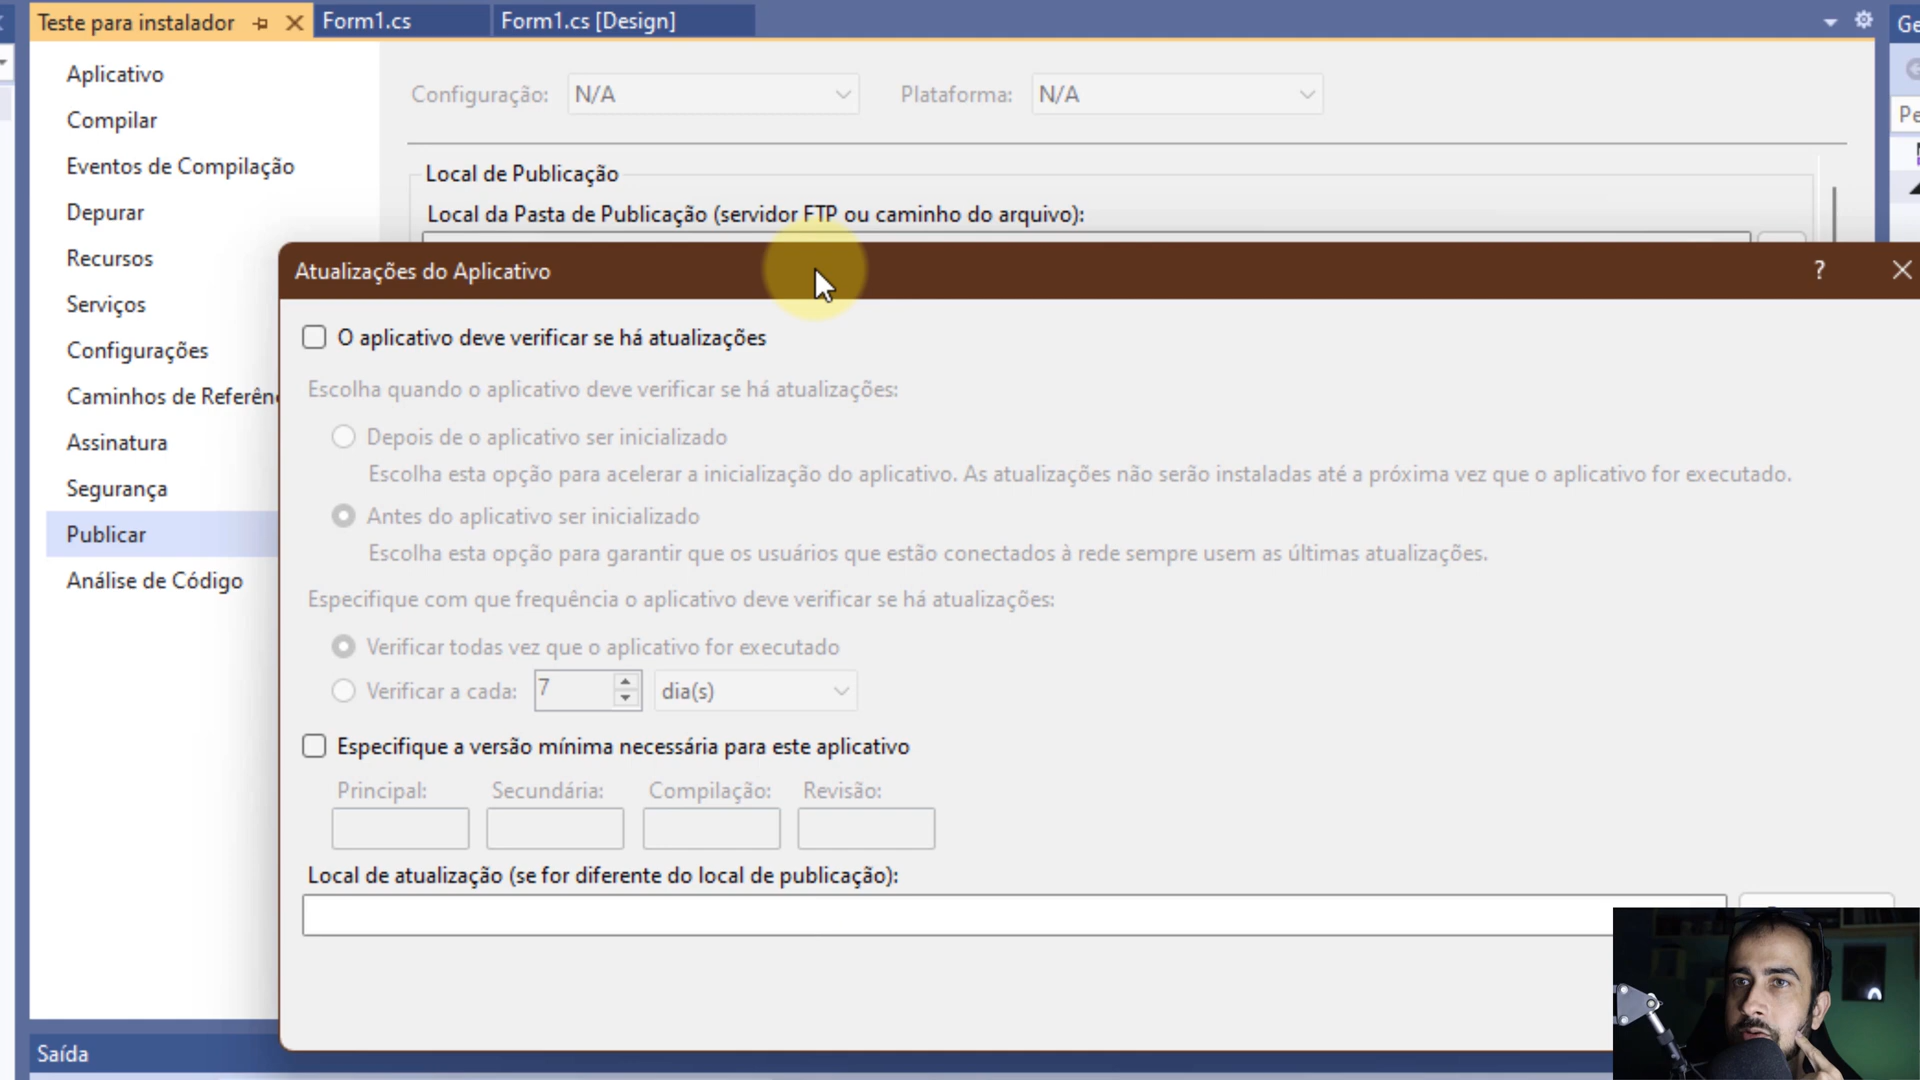 Teste para instalador
Form1.cs
Form1.cs [Design]
Ge
Aplicativo
Compilar
Eventos de Compilação
Depurar
Recursos
Serviços
Configurações
Caminhos de Referên
Assinatura
Segurança
Publicar
Análise de Código
Configuração: N/A
Plataforma: N/A
Pe
Local de Publicação
Local da Pasta de Publicação (servidor FTP ou caminho do arquivo):
Atualizações do Aplicativo
?
O aplicativo deve verificar se há atualizações
Escolha quando o aplicativo deve verificar se há atualizações:
Depois de o aplicativo ser inicializado
Escolha esta opção para acelerar a inicialização do aplicativo. As atualizações não serão instaladas até a próxima vez que o aplicativo for executado.
Antes do aplicativo ser inicializado
Escolha esta opção para garantir que os usuários que estão conectados à rede sempre usem as últimas atualizações.
Especifique com que frequência o aplicativo deve verificar se há atualizações:
Verificar todas vez que o aplicativo for executado
Verificar a cada: 7 dia(s)
Especifique a versão mínima necessária para este aplicativo
Principal: Secundária: Compilação: Revisão:
Local de atualização (se for diferente do local de publicação):
Saída